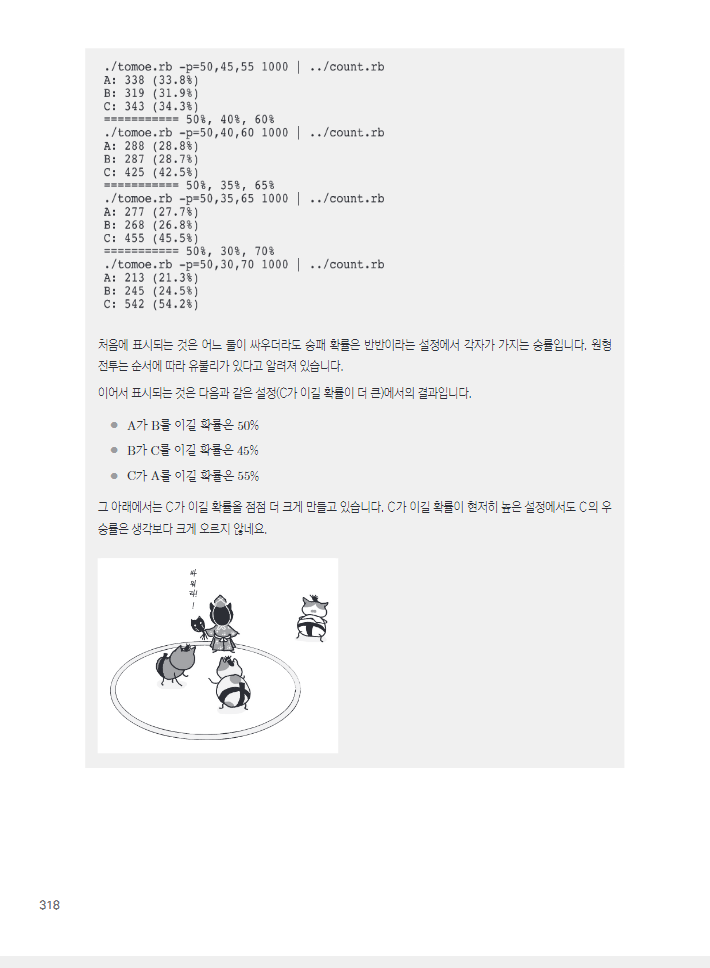 ./tomoe.rb -p=50,45,55 1000 | ../count.rb
A: 338 (33.8%)
B: 319 (31.9%)
C: 343 (34.3%)
=========== 50%, 40%, 60%
./tomoe.rb -p=50,40,60 1000 | ../count.rb
A: 288 (28.8%)
B: 287 (28.7%)
C: 425 (42.5%)
=========== 50%, 35%, 65%
./tomoe.rb -p=50,35,65 1000 | ../count.rb
A: 277 (27.7%)
B: 268 (26.8%)
C: 455 (45.5%)
=========== 50%, 30%, 70%
./tomoe.rb -p=50,30,70 1000 | ../count.rb
A: 213 (21.3%)
B: 245 (24.5%)
C: 542 (54.2%)
처음에 표시되는 것은 어느 둘이 싸우더라도 승패 확률은 반반이라는 설정에서 각자가 가지는 승률입니다. 원형
전투는 순서에 따라 유불리가 있다고 알려져 있습니다.
이어서 표시되는 것은 다음과 같은 설정(C가 이길 확률이 더 큰)에서의 결과입니다.
● A가 B를 이길 확률은 50%
● B가 C를 이길 확률은 45%
● C가 A를 이길 확률은 55%
그 아래에서는 C가 이길 확률을 점점 더 크게 만들고 있습니다. C가 이길 확률이 현저히 높은 설정에서도 C의 우
승률은 생각보다 크게 오르지 않네요.
318